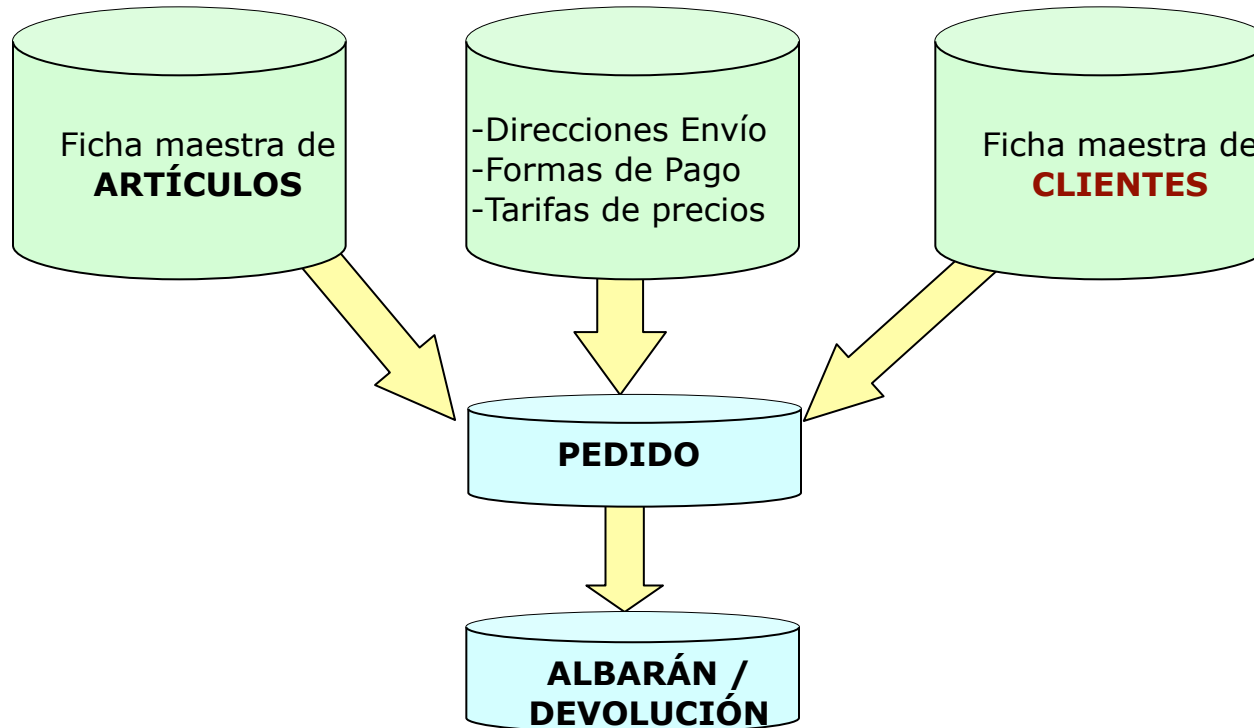 Ficha maestra de
ARTÍCULOS
-Direcciones Envío
-Formas de Pago
-Tarifas de precios
Ficha maestra de
CLIENTES
PEDIDO
ALBARÁN /
DEVOLUCIÓN